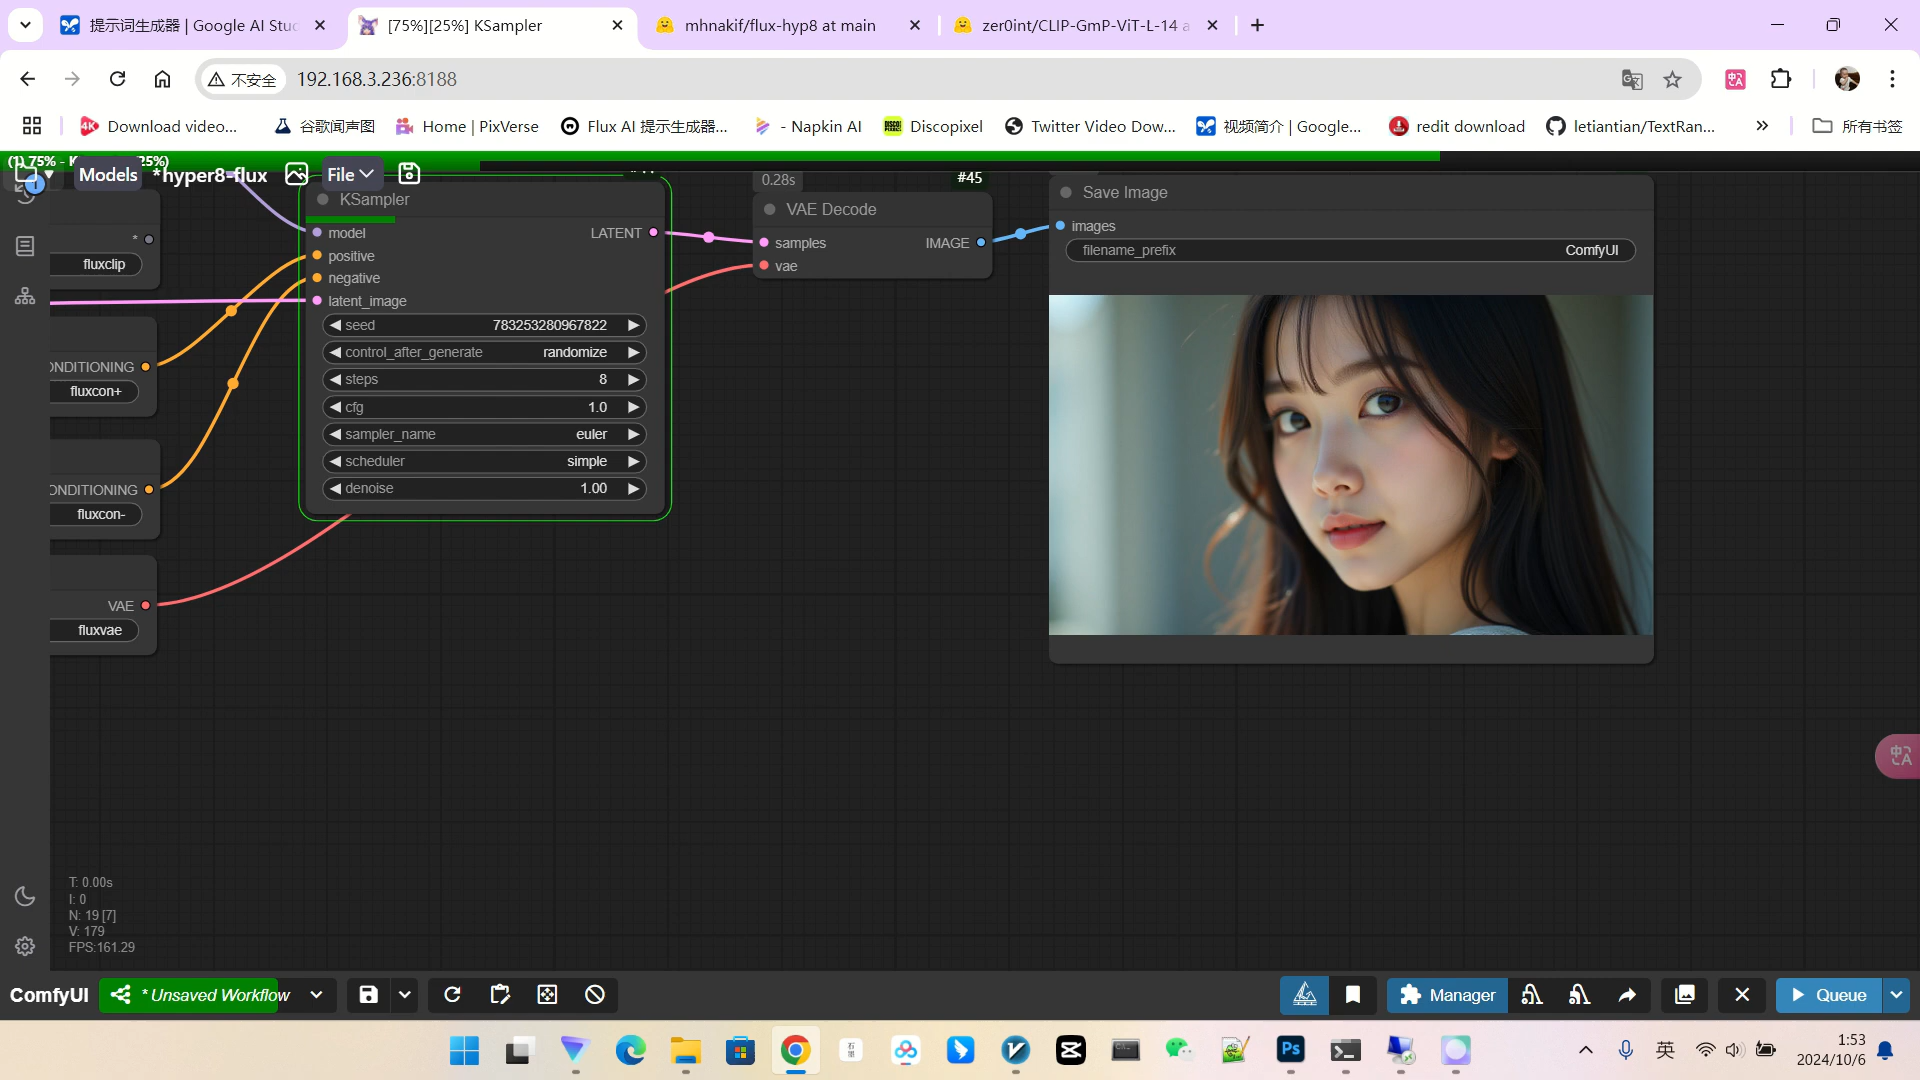 提示词生成器 | Google AI Stu
[75%][25%] KSampler
mhnakif/flux-hyp8 at main
zer0int/CLIP-GmP-ViT-L-14 a
不安全
192.168.3.236:8188
Download video...
谷歌闻声图
Home | PixVerse
Flux AI 提示生成器...
- Napkin AI
Discopixel
Twitter Video Dow...
视频简介 | Google...
redit download
letiantian/TextRan...
所有书签
Models
*hyper8-flux
File
KSampler
model
LATENT
positive
negative
latent_image
seed 783253280967822
control_after_generate randomize
steps 8
cfg 1.0
sampler_name euler
scheduler simple
denoise 1.00
*
fluxclip
ONDITIONING
fluxcon+
ONDITIONING
fluxcon-
VAE
fluxvae
0.28s
#45
VAE Decode
samples
IMAGE
vae
Save Image
images
filename_prefix ComfyUI
T: 0.00s
I: 0
N: 19 [7]
V: 179
FPS:161.29
ComfyUI
* Unsaved Workflow
Manager
Queue
英
1:53
2024/10/6